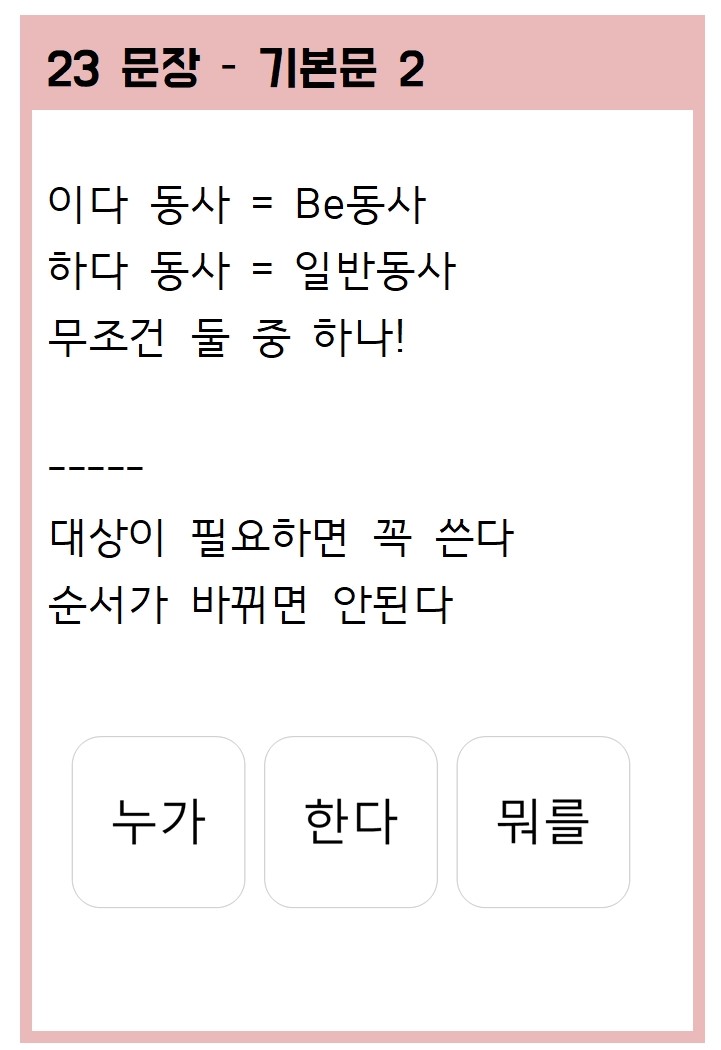 23 문장 - 기본문 2
이다 동사 = Be동사
하다 동사 = 일반동사
무조건 둘 중 하나!
-----
대상이 필요하면 꼭 쓴다
순서가 바뀌면 안된다
누가 한다 뭐를